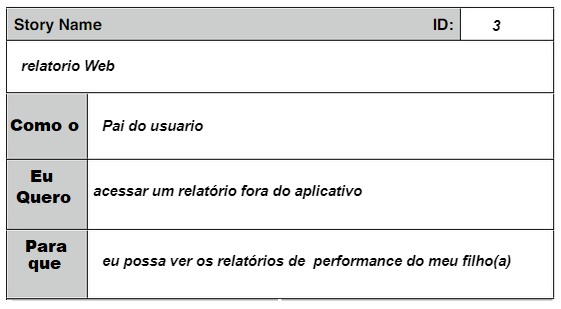 Story Name ID: 3
relatorio Web
Como o Pai do usuario
Eu
Quero
acessar um relatório fora do aplicativo
Para
que
eu possa ver os relatórios de performance do meu filho(a)